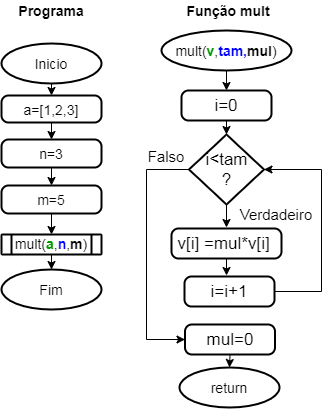 Programa
Inicio
a=[1,2,3]
n=3
m=5
mult(a,n,m)
Fim
Função mult
mult(v,tam,mul)
i=0
i<tam
?
Falso
Verdadeiro
v[i] =mul*v[i]
i=i+1
mul=0
return